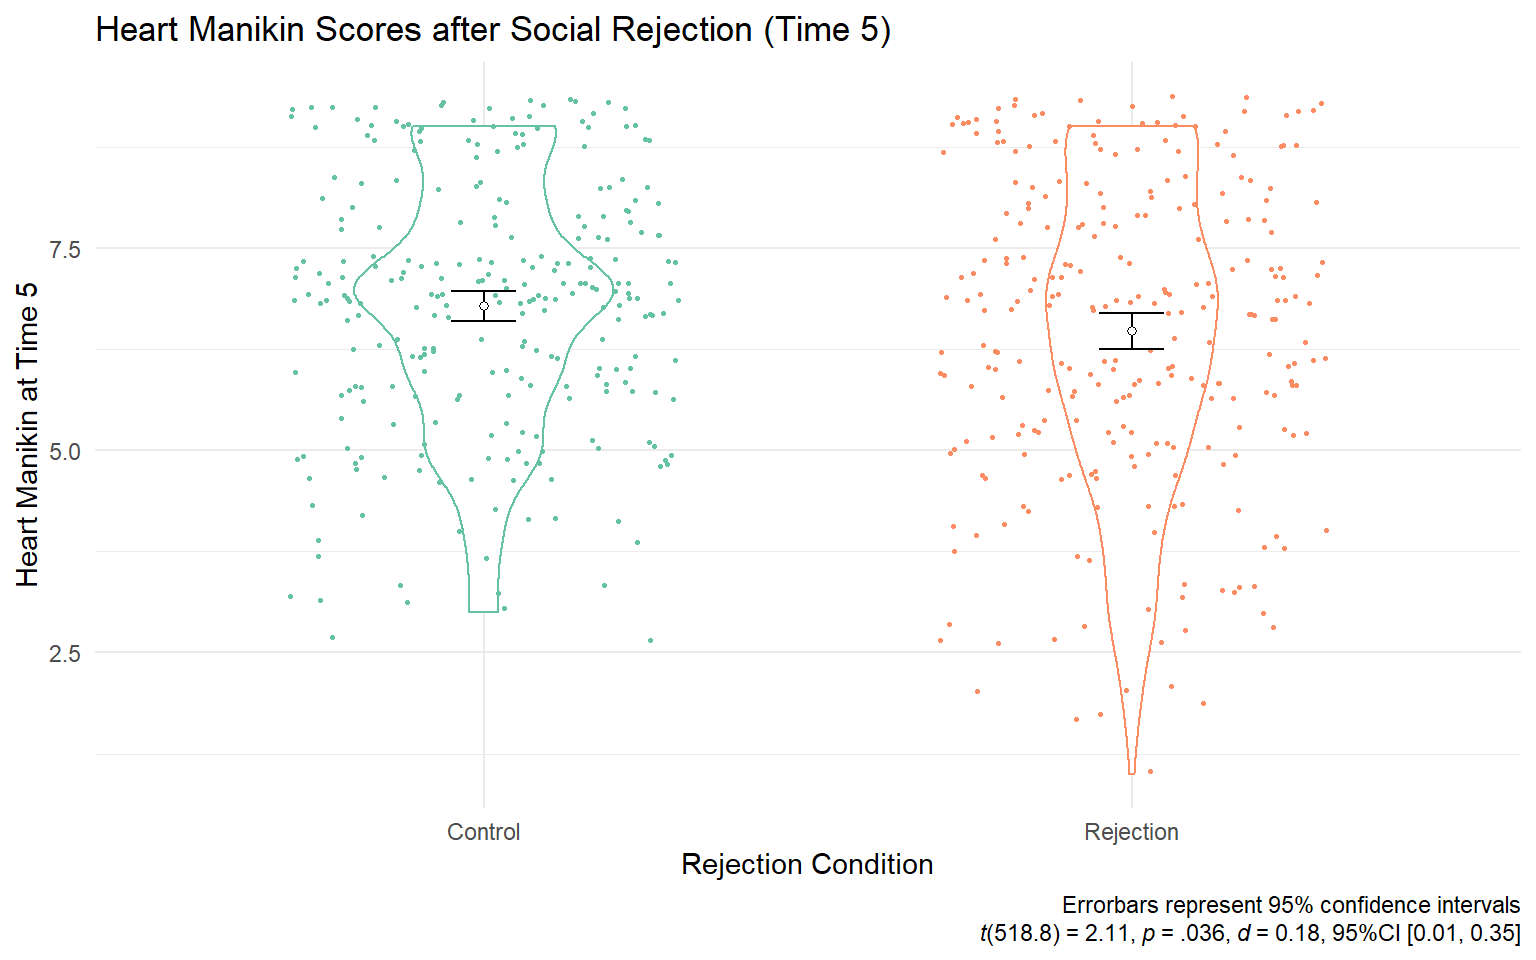 Heart Manikin Scores after Social Rejection (Time 5)
Heart Manikin at Time 5
7.5
5.0
2.5
Control
Rejection
Rejection Condition
Errorbars represent 95% confidence intervals
t(518.8) = 2.11, p = .036, d = 0.18, 95%CI [0.01, 0.35]